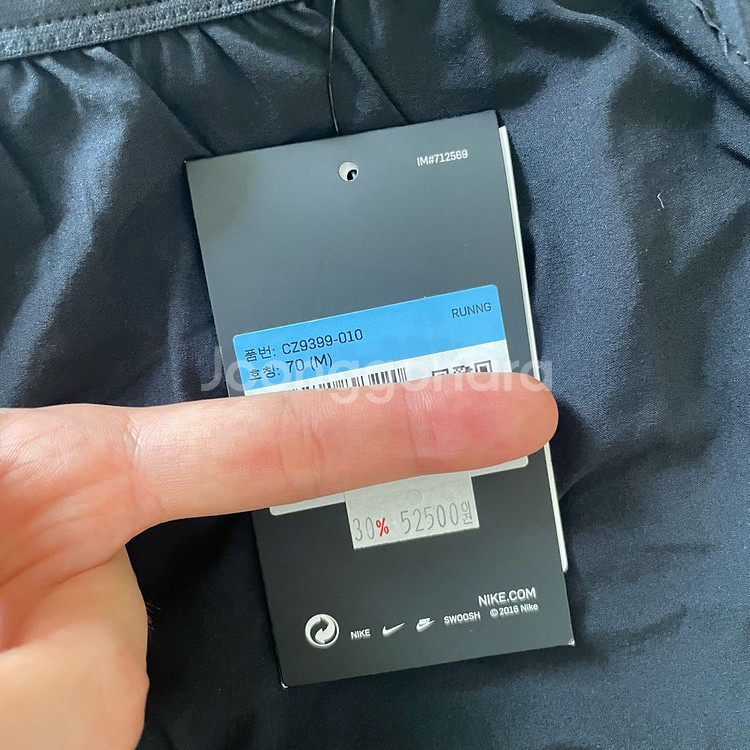 IM#712569
RUNNG
품번: CZ9399-010
호칭: 70 (M)
Joonggonara
30% 52500원
NIKE.COM
NIKE SWOOSH © 2016 Nike